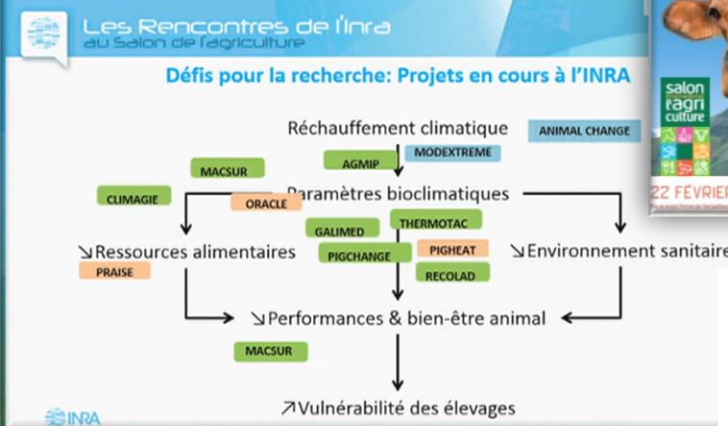 Les Rencontres de l'Inra
au Salon de l'agriculture
Défis pour la recherche: Projets en cours à l'INRA
salon
l'agri
culture
22 FÉVRIER
Réchauffement climatique
ANIMAL CHANGE
AGMIP
MODEXTREME
MACSUR
CLIMAGIE
ORACLE
Paramètres bioclimatiques
GALIMED
THERMOTAC
↘Ressources alimentaires
PIGCHANGE
PIGHEAT
↘Environnement sanitaire
PRAISE
RECOLAD
↘Performances & bien-être animal
MACSUR
↗Vulnérabilité des élevages
INRA